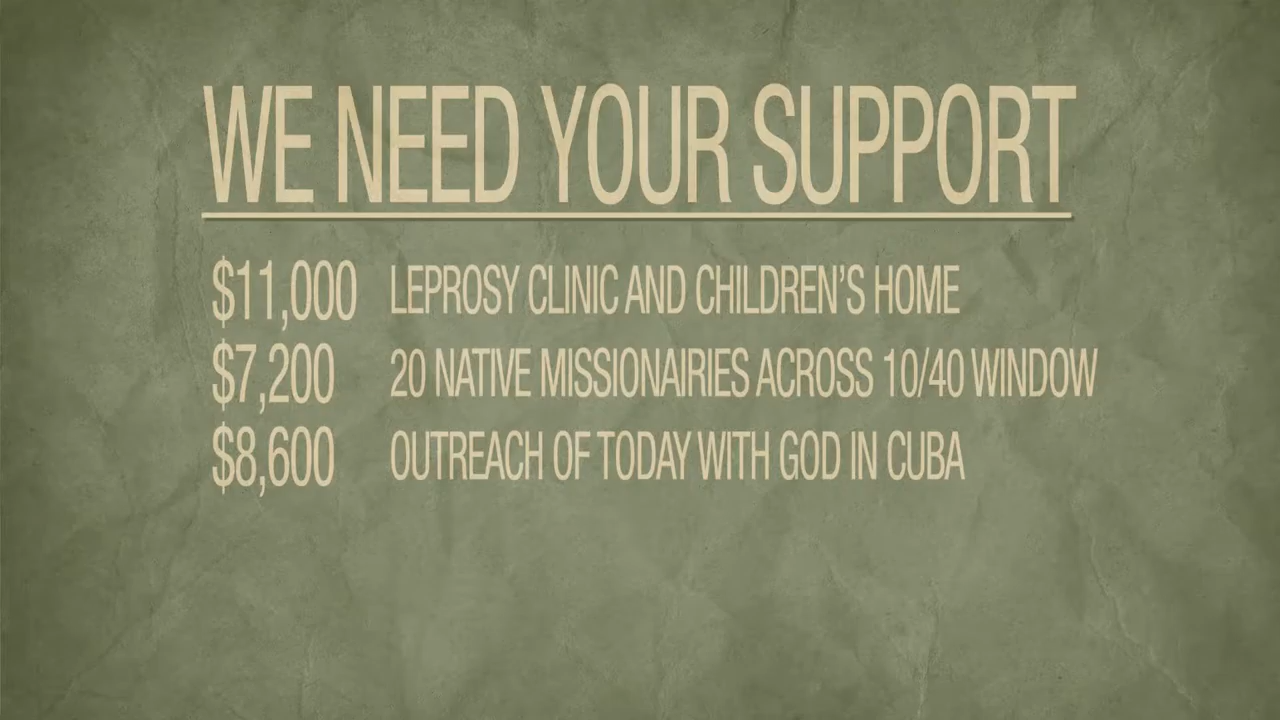 WE NEED YOUR SUPPORT
$11,000 LEPROSY CLINIC AND CHILDREN'S HOME
$7,200 20 NATIVE MISSIONAIRIES ACROSS 10/40 WINDOW
$8,600 OUTREACH OF TODAY WITH GOD IN CUBA